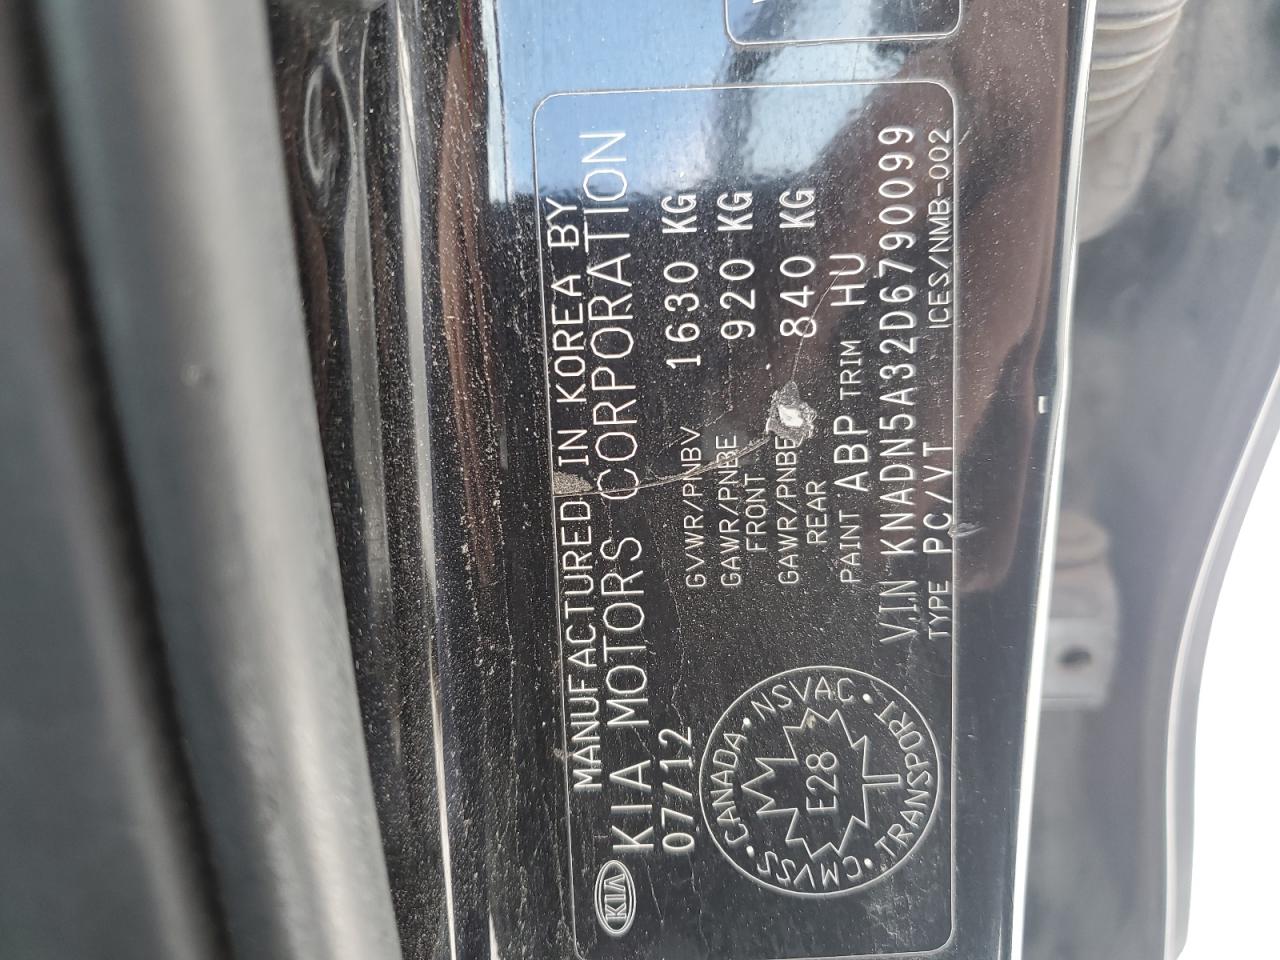 MANUFACTURED IN KOREA BY
KIA KIA MOTORS CORPORATION
07/12
GVWR/PNBV 1630 KG
GAWR/PNBE FRONT 920 KG
GAWR/PNBE REAR 840 KG
PAINT ABP TRIM HU
VIN KNADN5A32D6790099
TYPE PC/VT ICES/NMB-002
CANADA • NSVAC • TRANSPORT • CMVSS •
E28